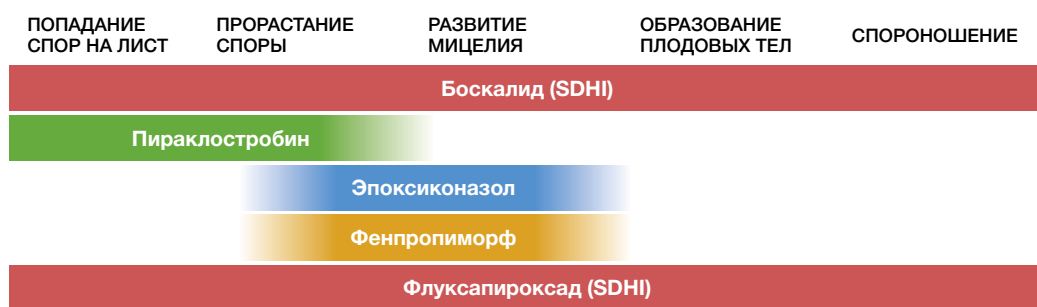 ПОПАДАНИЕ
СПОР НА ЛИСТ
ПРОРАСТАНИЕ
СПОРЫ
РАЗВИТИЕ
МИЦЕЛИЯ
ОБРАЗОВАНИЕ
ПЛОДОВЫХ ТЕЛ
СПОРОНОШЕНИЕ
Боскалид (SDHI)
Пираклостробин
Эпоксиконазол
Фенпропиморф
Флуксапироксад (SDHI)